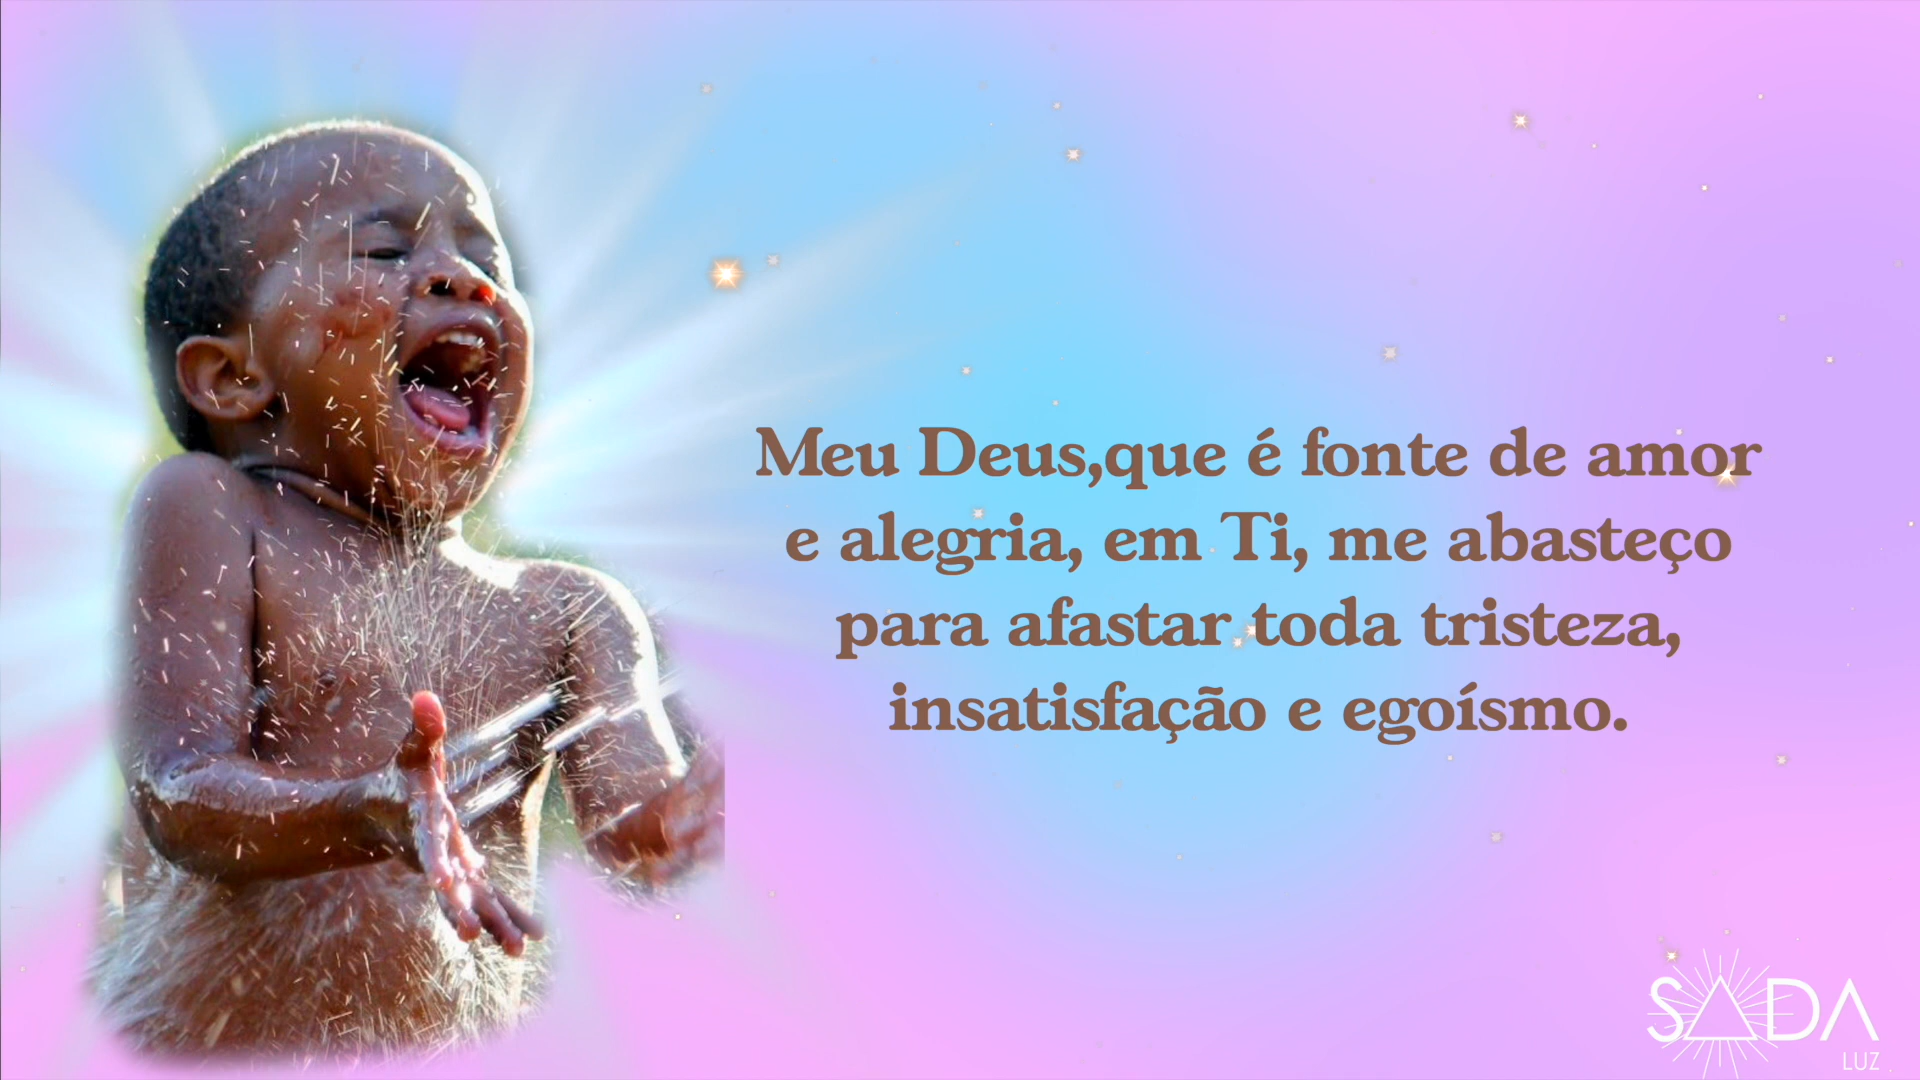 Meu Deus,que é fonte de amor
e alegria, em Ti, me abasteço
para afastar toda tristeza,
insatisfação e egoísmo.
SADA
LUZ